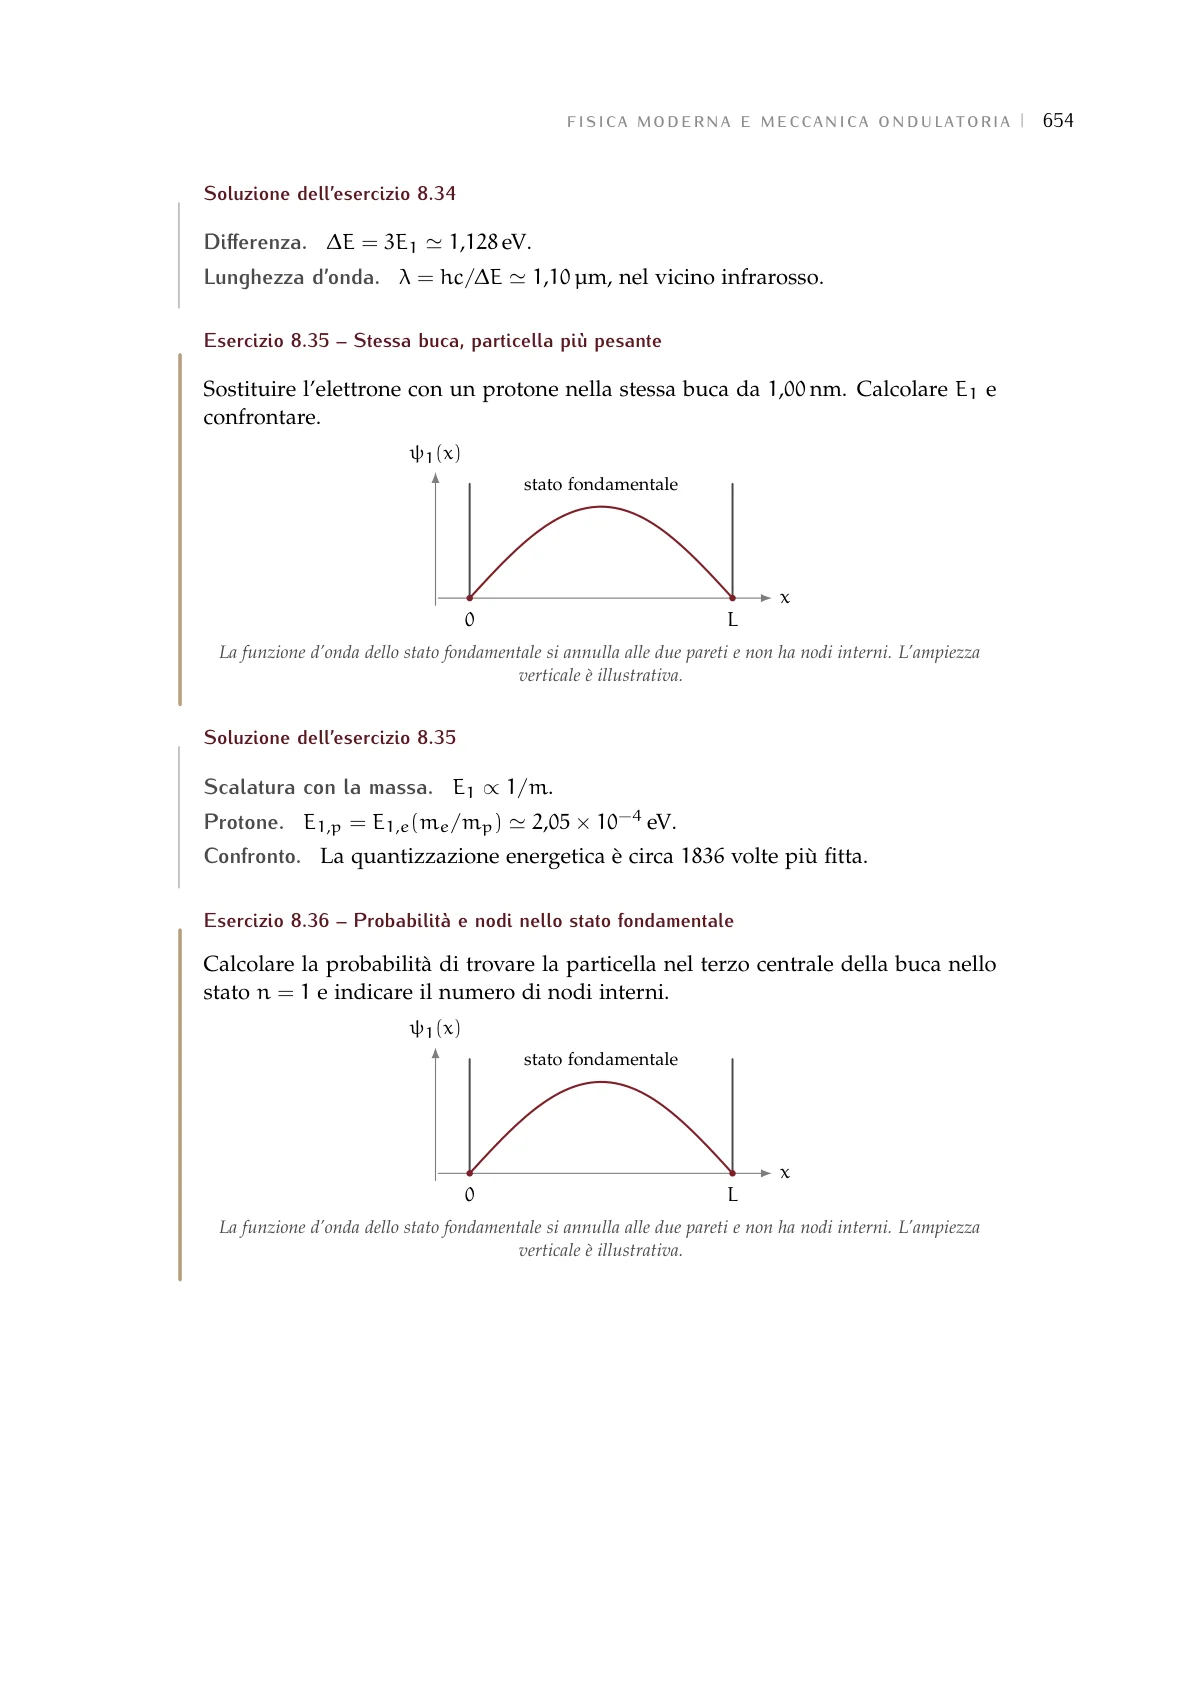 FISICA MODERNA E MECCANICA ONDULATORIA | 654
Soluzione dell'esercizio 8.34
Differenza. ΔE = 3E₁ ≃ 1,128 eV.
Lunghezza d'onda. λ = hc/ΔE ≃ 1,10 µm, nel vicino infrarosso.
Esercizio 8.35 – Stessa buca, particella più pesante
Sostituire l'elettrone con un protone nella stessa buca da 1,00 nm. Calcolare E₁ e
confrontare.
ψ₁(x)
stato fondamentale
x
0 L
La funzione d'onda dello stato fondamentale si annulla alle due pareti e non ha nodi interni. L'ampiezza
verticale è illustrativa.
Soluzione dell'esercizio 8.35
Scalatura con la massa. E₁ ∝ 1/m.
Protone. E₁,ₚ = E₁,ₑ(mₑ/mₚ) ≃ 2,05 × 10⁻⁴ eV.
Confronto. La quantizzazione energetica è circa 1836 volte più fitta.
Esercizio 8.36 – Probabilità e nodi nello stato fondamentale
Calcolare la probabilità di trovare la particella nel terzo centrale della buca nello
stato n = 1 e indicare il numero di nodi interni.
ψ₁(x)
stato fondamentale
x
0 L
La funzione d'onda dello stato fondamentale si annulla alle due pareti e non ha nodi interni. L'ampiezza
verticale è illustrativa.